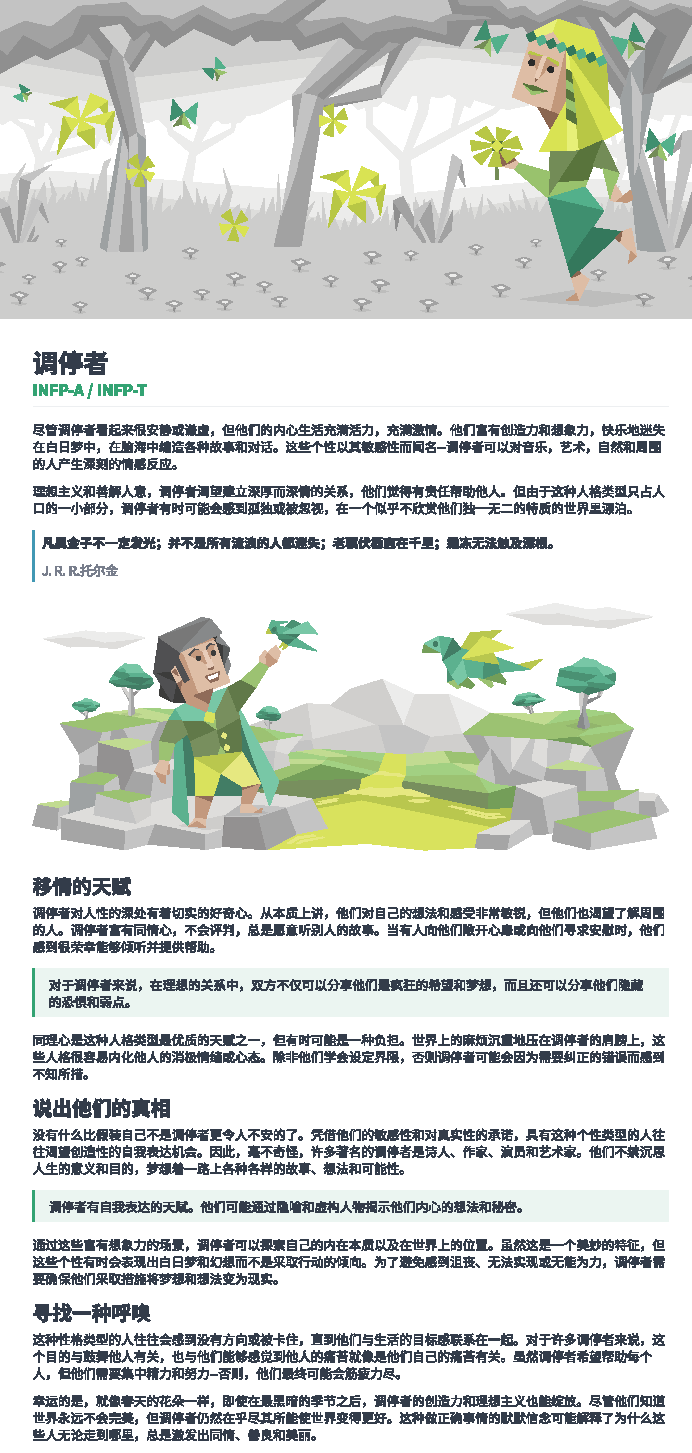 调停者
INFP-A / INFP-T
尽管调停者看起来很安静或谦虚，但他们的内心生活充满活力，充满激情。他们富有创造力和想象力，快乐地迷失
在白日梦中，在脑海中编造各种故事和对话。这些个性以其敏感性而闻名–调停者可以对音乐，艺术，自然和周围
的人产生深刻的情感反应。
理想主义和善解人意，调停者渴望建立深厚而深情的关系，他们觉得有责任帮助他人。但由于这种人格类型只占人
口的一小部分，调停者有时可能会感到孤独或被忽视，在一个似乎不欣赏他们独一无二的特质的世界里漂泊。
凡是金子不一定发光；并不是所有流浪的人都迷失；老骥伏枥志在千里；霜冻无法触及深根。
J. R. R.托尔金
移情的天赋
调停者对人性的深处有着切实的好奇心。从本质上讲，他们对自己的想法和感受非常敏锐，但他们也渴望了解周围
的人。调停者富有同情心，不会评判，总是愿意听别人的故事。当有人向他们敞开心扉或向他们寻求安慰时，他们
感到很荣幸能够倾听并提供帮助。
对于调停者来说，在理想的关系中，双方不仅可以分享他们最疯狂的希望和梦想，而且还可以分享他们隐藏
的恐惧和弱点。
同理心是这种人格类型最优质的天赋之一，但有时可能是一种负担。世界上的麻烦沉重地压在调停者的肩膀上，这
些人格很容易内化他人的消极情绪或心态。除非他们学会设定界限，否则调停者可能会因为需要纠正的错误而感到
不知所措。
说出他们的真相
没有什么比假装自己不是调停者更令人不安的了。凭借他们的敏感性和对真实性的承诺，具有这种个性类型的人往
往渴望创造性的自我表达机会。因此，毫不奇怪，许多著名的调停者是诗人、作家、演员和艺术家。他们不禁沉思
人生的意义和目的，梦想着一路上各种各样的故事、想法和可能性。
调停者有自我表达的天赋。他们可能通过隐喻和虚构人物揭示他们内心的想法和秘密。
通过这些富有想象力的场景，调停者可以探索自己的内在本质以及在世界上的位置。虽然这是一个美妙的特征，但
这些个性有时会表现出白日梦和幻想而不是采取行动的倾向。为了避免感到沮丧、无法实现或无能为力，调停者需
要确保他们采取措施将梦想和想法变为现实。
寻找一种呼唤
这种性格类型的人往往会感到没有方向或被卡住，直到他们与生活的目标感联系在一起。对于许多调停者来说，这
个目的与鼓舞他人有关，也与他们能够感觉到他人的痛苦就像是他们自己的痛苦有关。虽然调停者希望帮助每个
人，但他们需要集中精力和努力–否则，他们最终可能会筋疲力尽。
幸运的是，就像春天的花朵一样，即使在最黑暗的季节之后，调停者的创造力和理想主义也能绽放。尽管他们知道
世界永远不会完美，但调停者仍然在乎尽其所能使世界变得更好。这种做正确事情的默默信念可能解释了为什么这
些人无论走到哪里，总是激发出同情、善良和美丽。